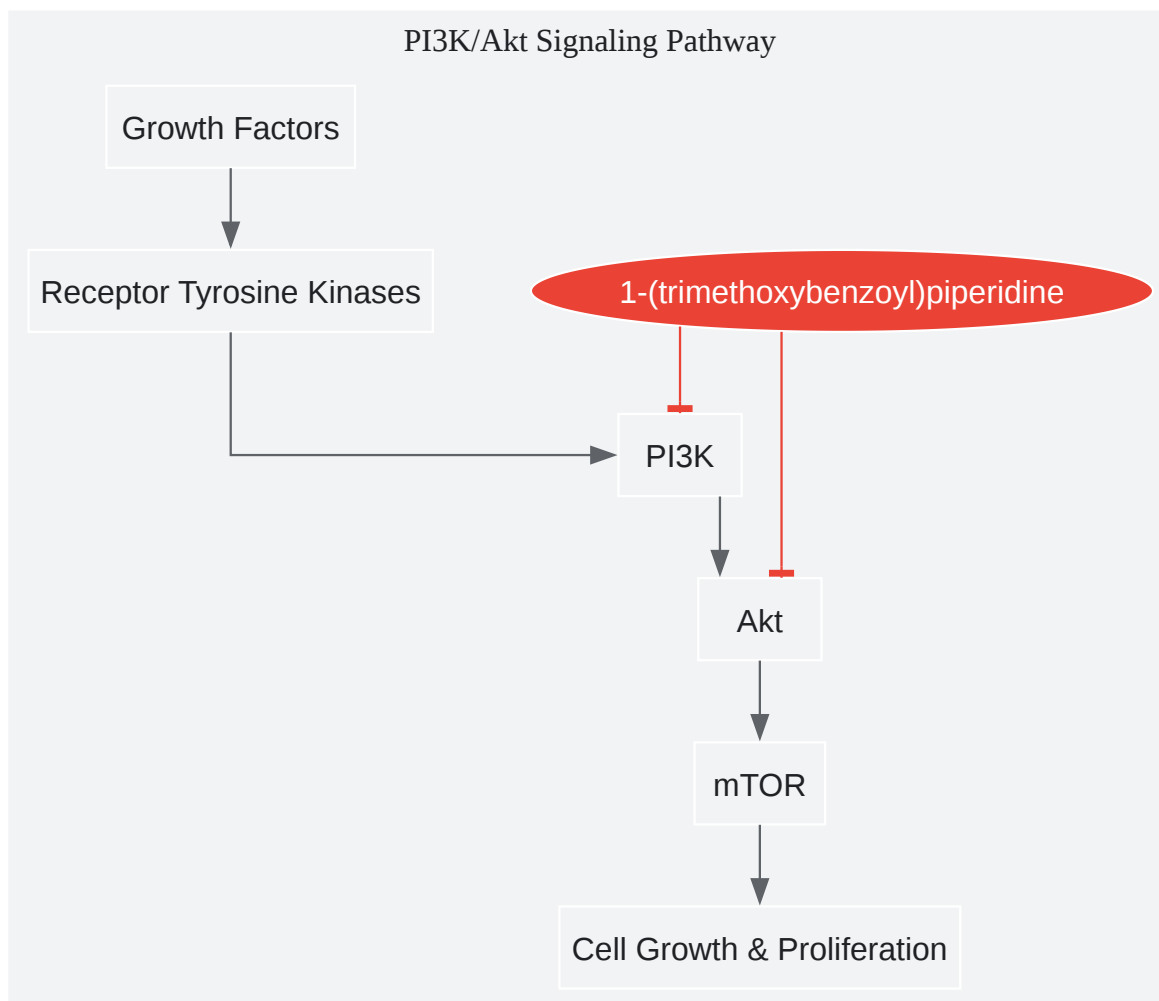 PI3K/Akt Signaling Pathway
Growth Factors
Receptor Tyrosine Kinases
1-(trimethoxybenzoyl)piperidine
PI3K
Akt
mTOR
Cell Growth & Proliferation